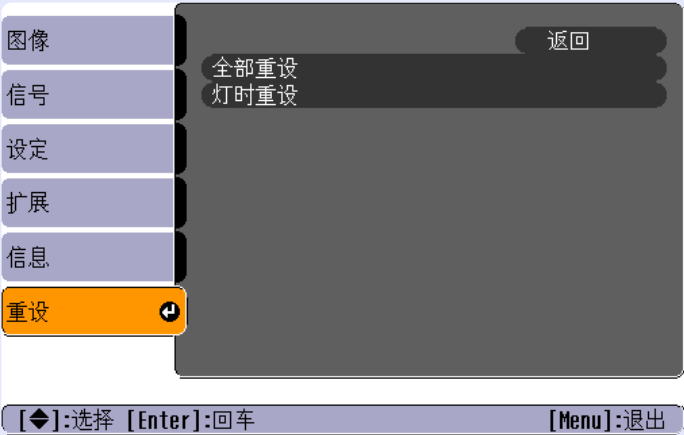 图像
信号
设定
扩展
信息
重设
返回
全部重设
灯时重设
[◆]:选择 [Enter]:回车 [Menu]:退出